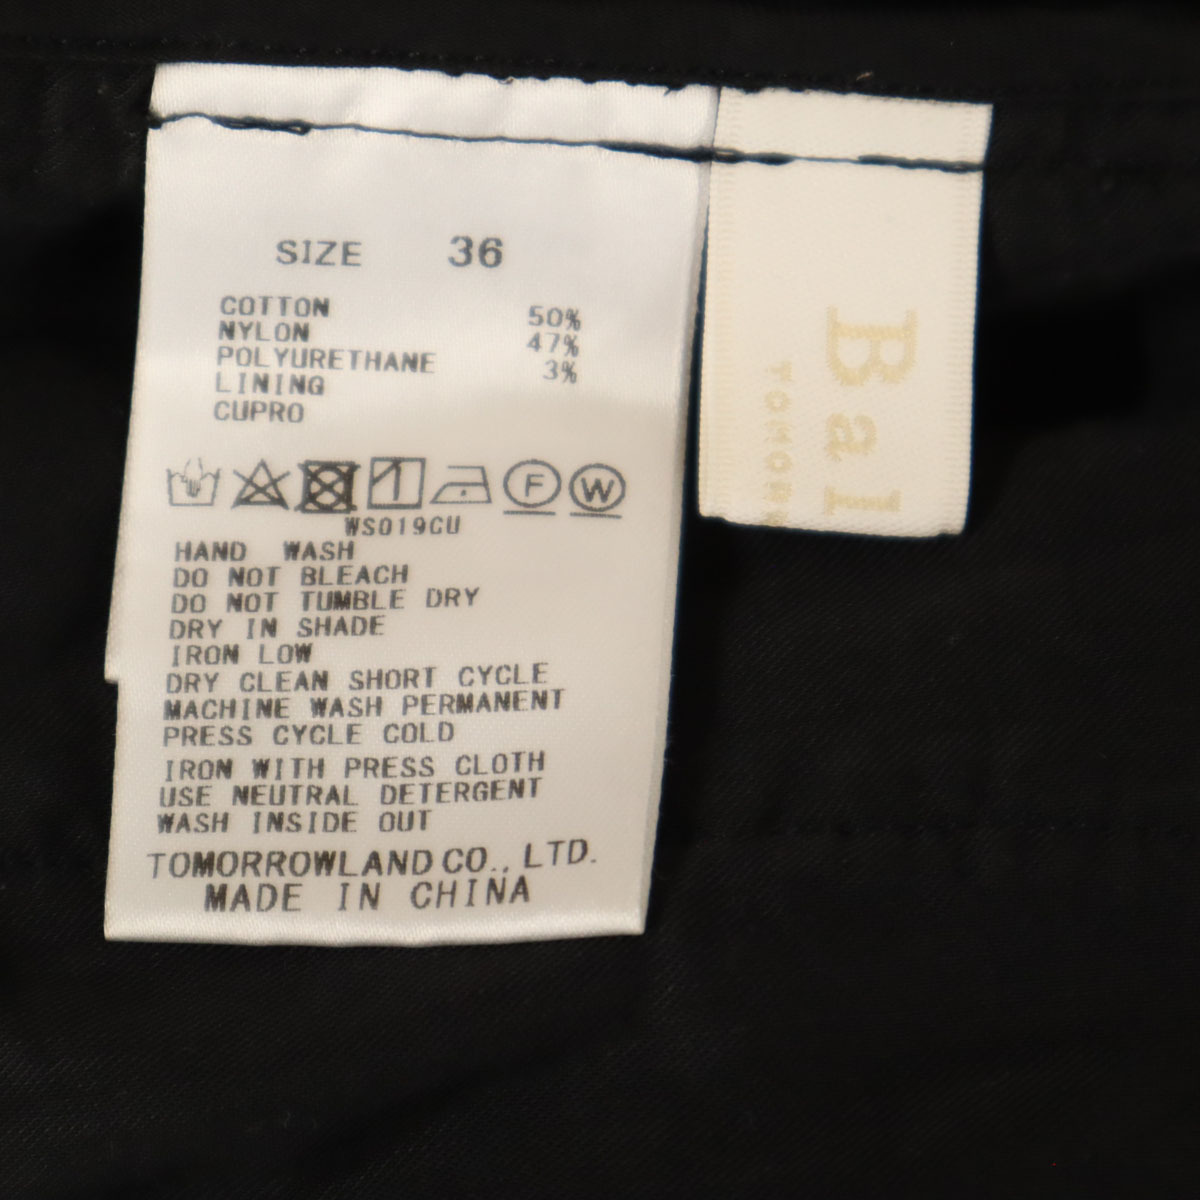 SIZE 36
COTTON 50%
NYLON 47%
POLYURETHANE 3%
LINING
CUPRO
F W
WS019CU
HAND WASH
DO NOT BLEACH
DO NOT TUMBLE DRY
DRY IN SHADE
IRON LOW
DRY CLEAN SHORT CYCLE
MACHINE WASH PERMANENT
PRESS CYCLE COLD
IRON WITH PRESS CLOTH
USE NEUTRAL DETERGENT
WASH INSIDE OUT
TOMORROWLAND CO., LTD.
MADE IN CHINA
Bal